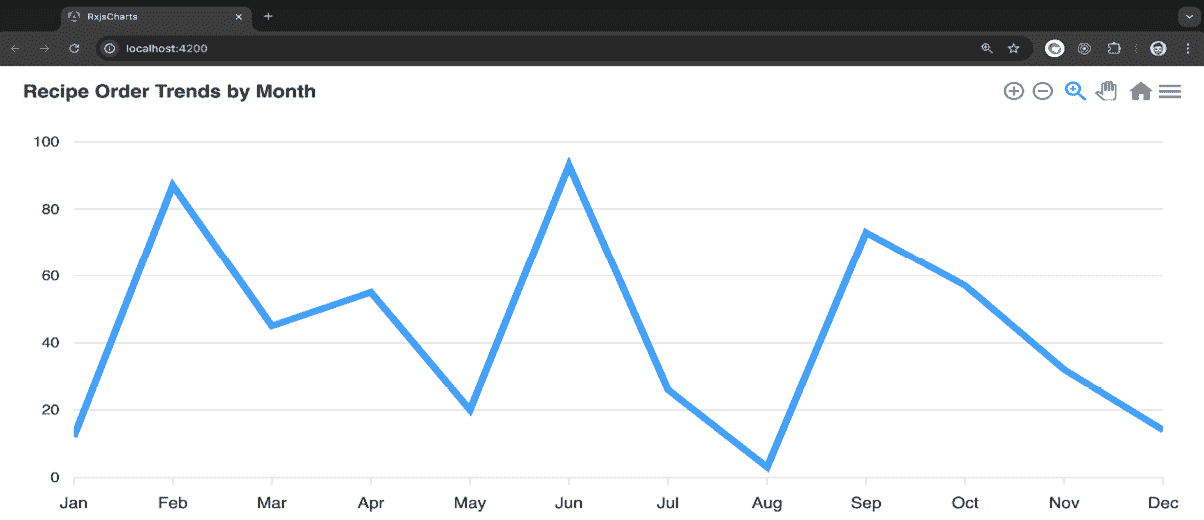 RxjsCharts
localhost:4200
Recipe Order Trends by Month
100
80
60
40
20
0
Jan Feb Mar Apr May Jun Jul Aug Sep Oct Nov Dec